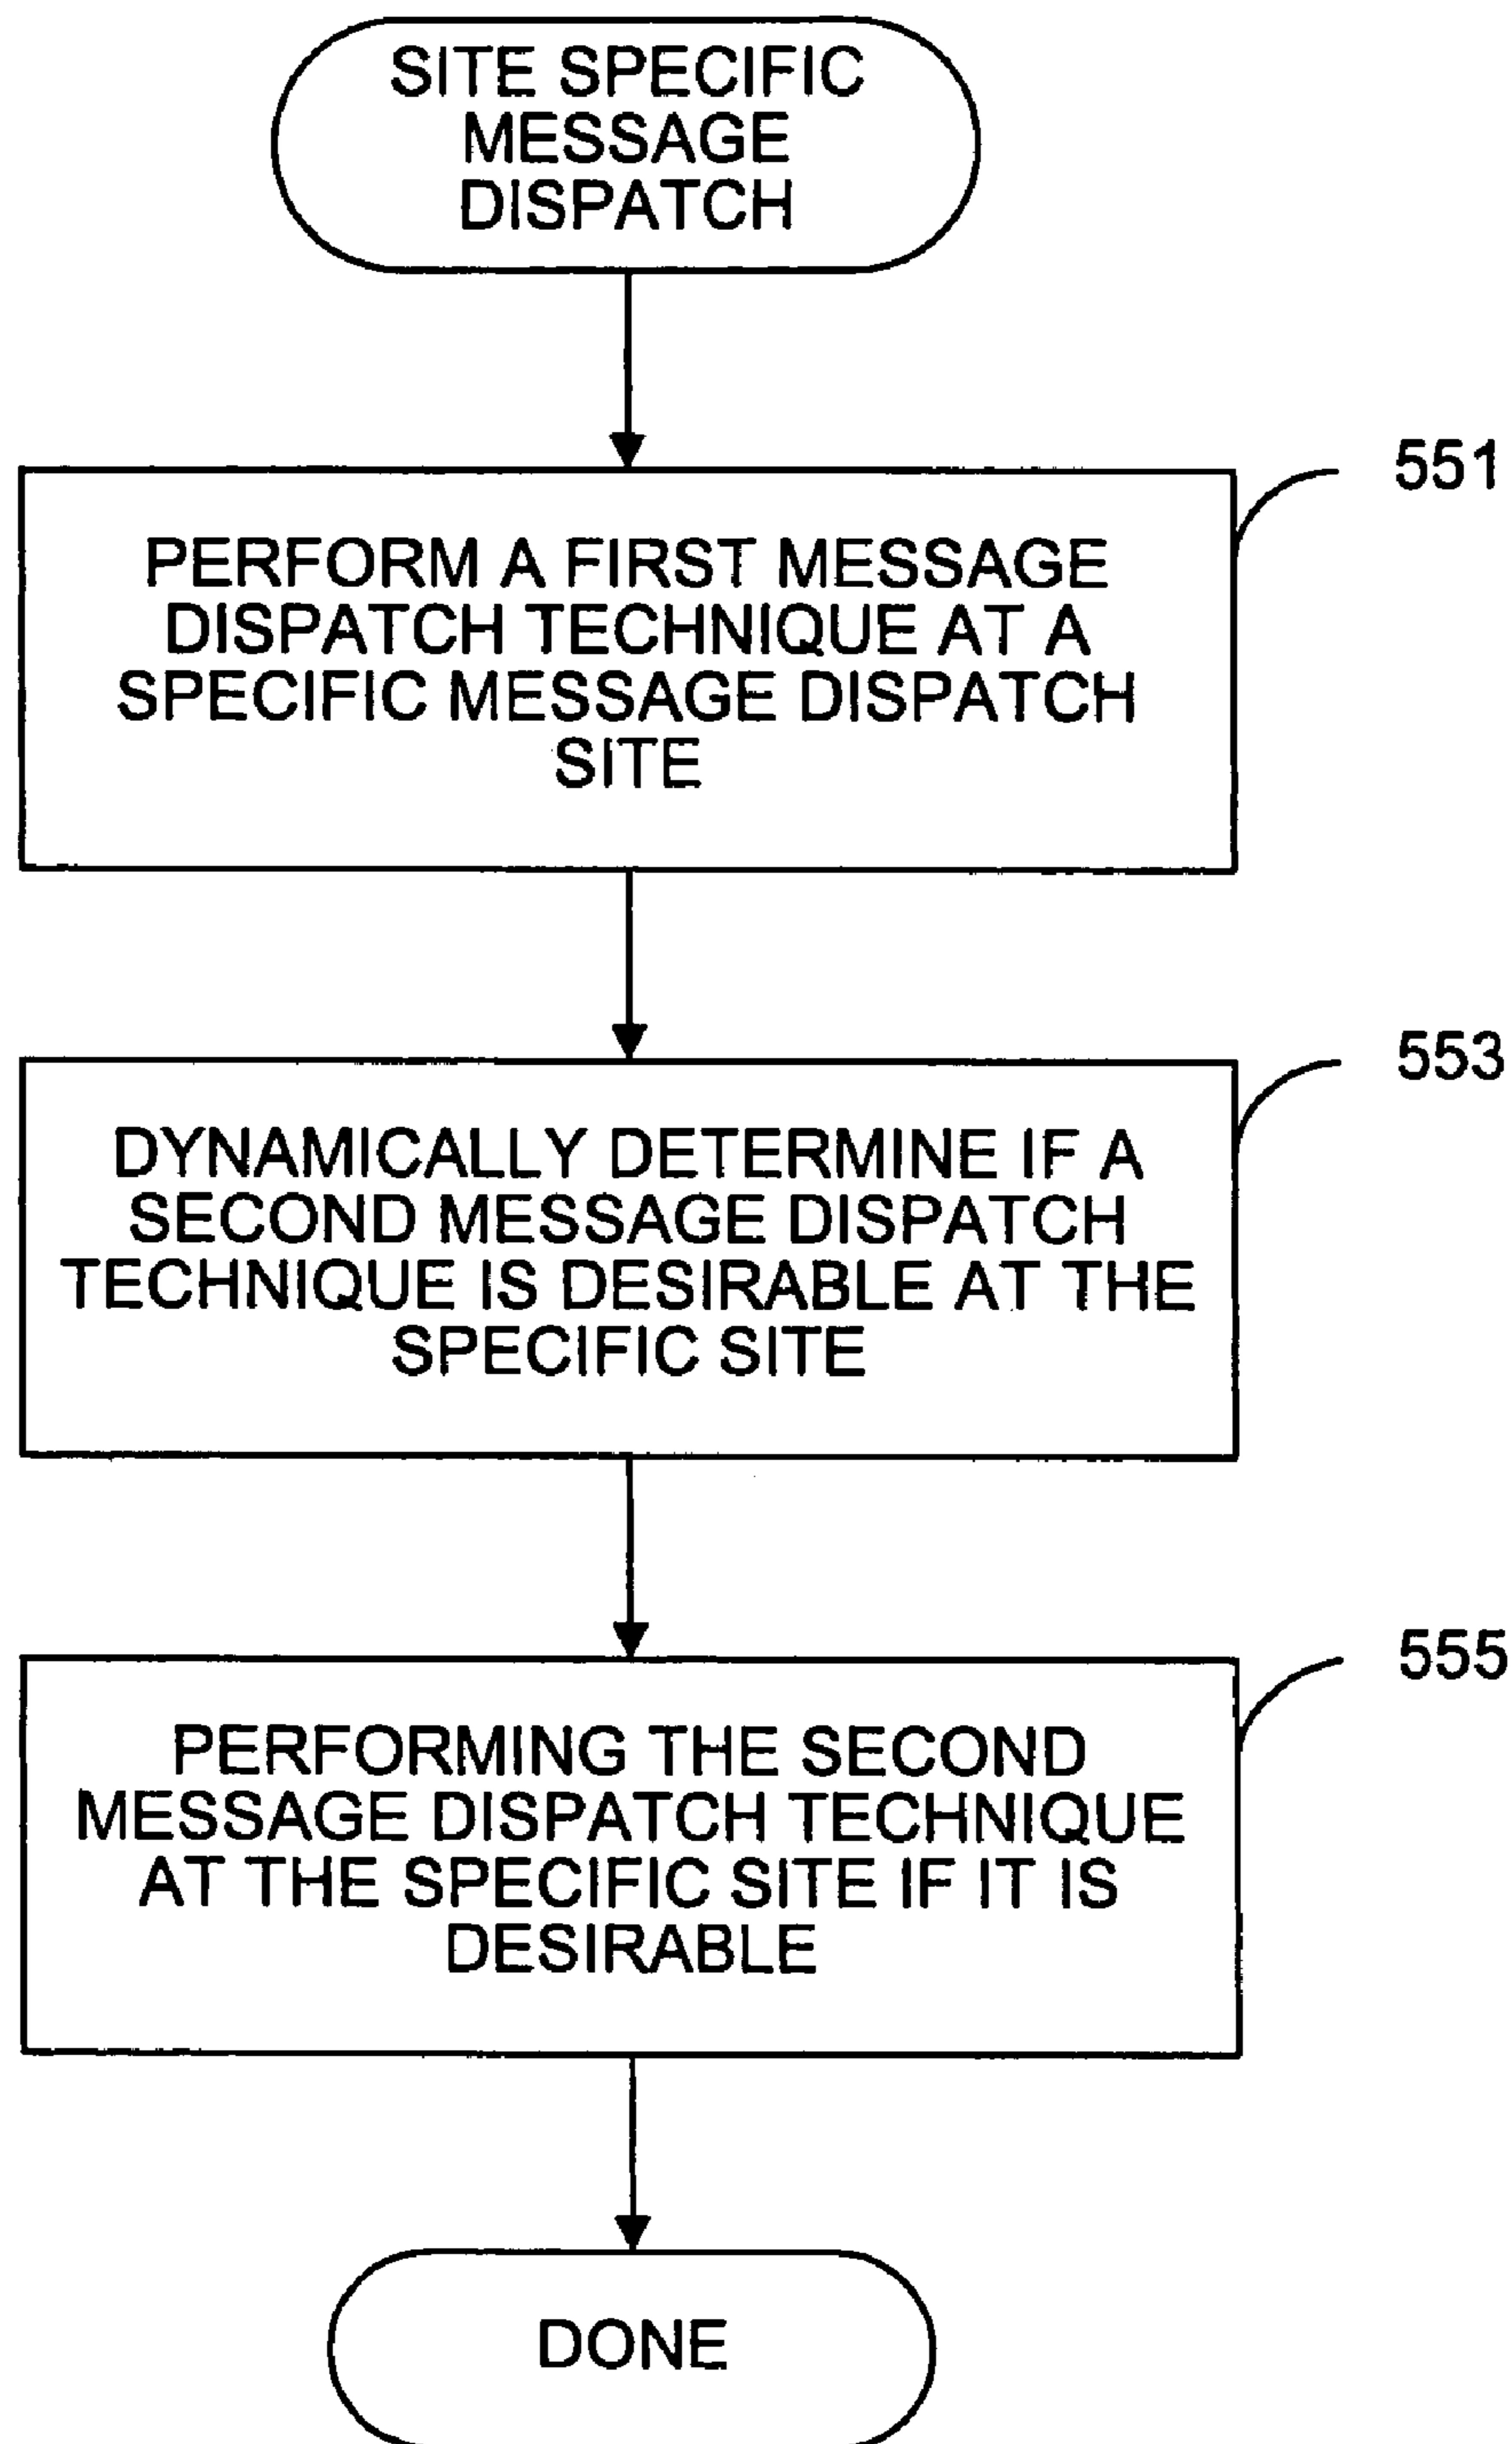 SITE SPECIFIC
MESSAGE
DISPATCH
551
PERFORM A FIRST MESSAGE
DISPATCH TECHNIQUE AT A
SPECIFIC MESSAGE DISPATCH
SITE
553
DYNAMICALLY DETERMINE IF A
SECOND MESSAGE DISPATCH
TECHNIQUE IS DESIRABLE AT THE
SPECIFIC SITE
555
PERFORMING THE SECOND
MESSAGE DISPATCH TECHNIQUE
AT THE SPECIFIC SITE IF IT IS
DESIRABLE
DONE